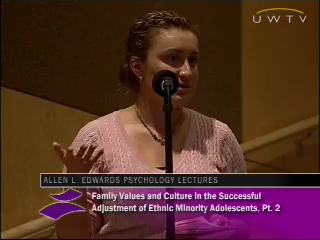 UWTV
ALLEN L. EDWARDS PSYCHOLOGY LECTURES
Family Values and Culture in the Successful
Adjustment of Ethnic Minority Adolescents, Pt. 2